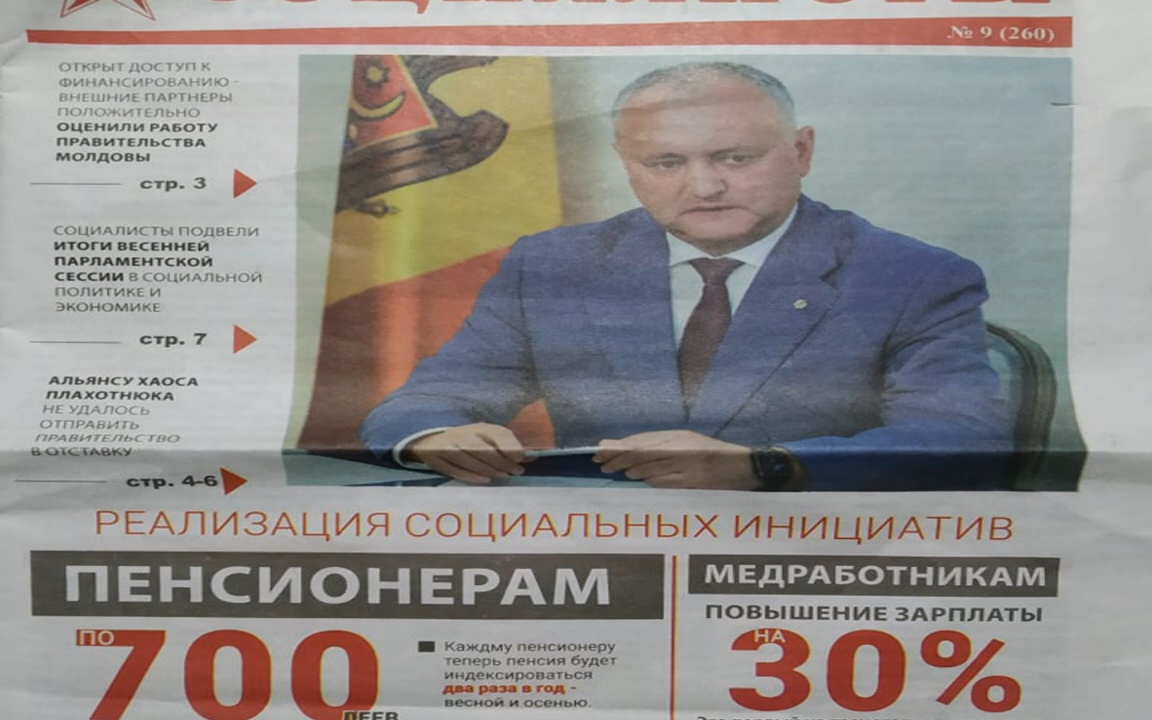 № 9 (260)
ОТКРЫТ ДОСТУП К
ФИНАНСИРОВАНИЮ -
ВНЕШНИЕ ПАРТНЕРЫ
ПОЛОЖИТЕЛЬНО
ОЦЕНИЛИ РАБОТУ
ПРАВИТЕЛЬСТВА
МОЛДОВЫ
стр. 3
СОЦИАЛИСТЫ ПОДВЕЛИ
ИТОГИ ВЕСЕННЕЙ
ПАРЛАМЕНТСКОЙ
СЕССИИ В СОЦИАЛЬНОЙ
ПОЛИТИКЕ И
ЭКОНОМИКЕ
стр. 7
АЛЬЯНСУ ХАОСА
ПЛАХОТНЮКА
НЕ УДАЛОСЬ
ОТПРАВИТЬ
ПРАВИТЕЛЬСТВО
В ОТСТАВКУ
стр. 4-6
РЕАЛИЗАЦИЯ СОЦИАЛЬНЫХ ИНИЦИАТИВ
ПЕНСИОНЕРАМ
ПО 700
ЛЕЕВ
Каждму пенсионеру
теперь пенсия будет
индексироваться
два раза в год -
весной и осенью.
МЕДРАБОТНИКАМ
ПОВЫШЕНИЕ ЗАРПЛАТЫ
НА 30%